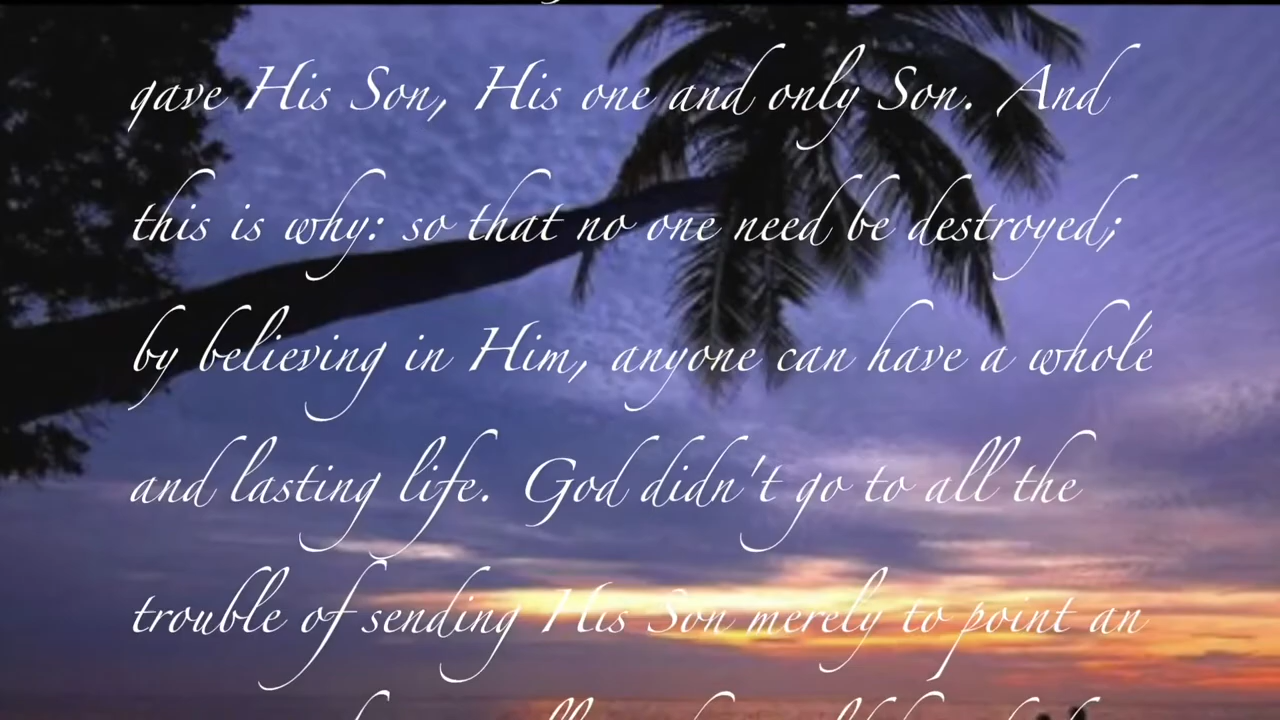 gave His Son, His one and only Son. And
this is why: so that no one need be destroyed;
by believing in Him, anyone can have a whole
and lasting life. God didn't go to all the
trouble of sending His Son merely to point an